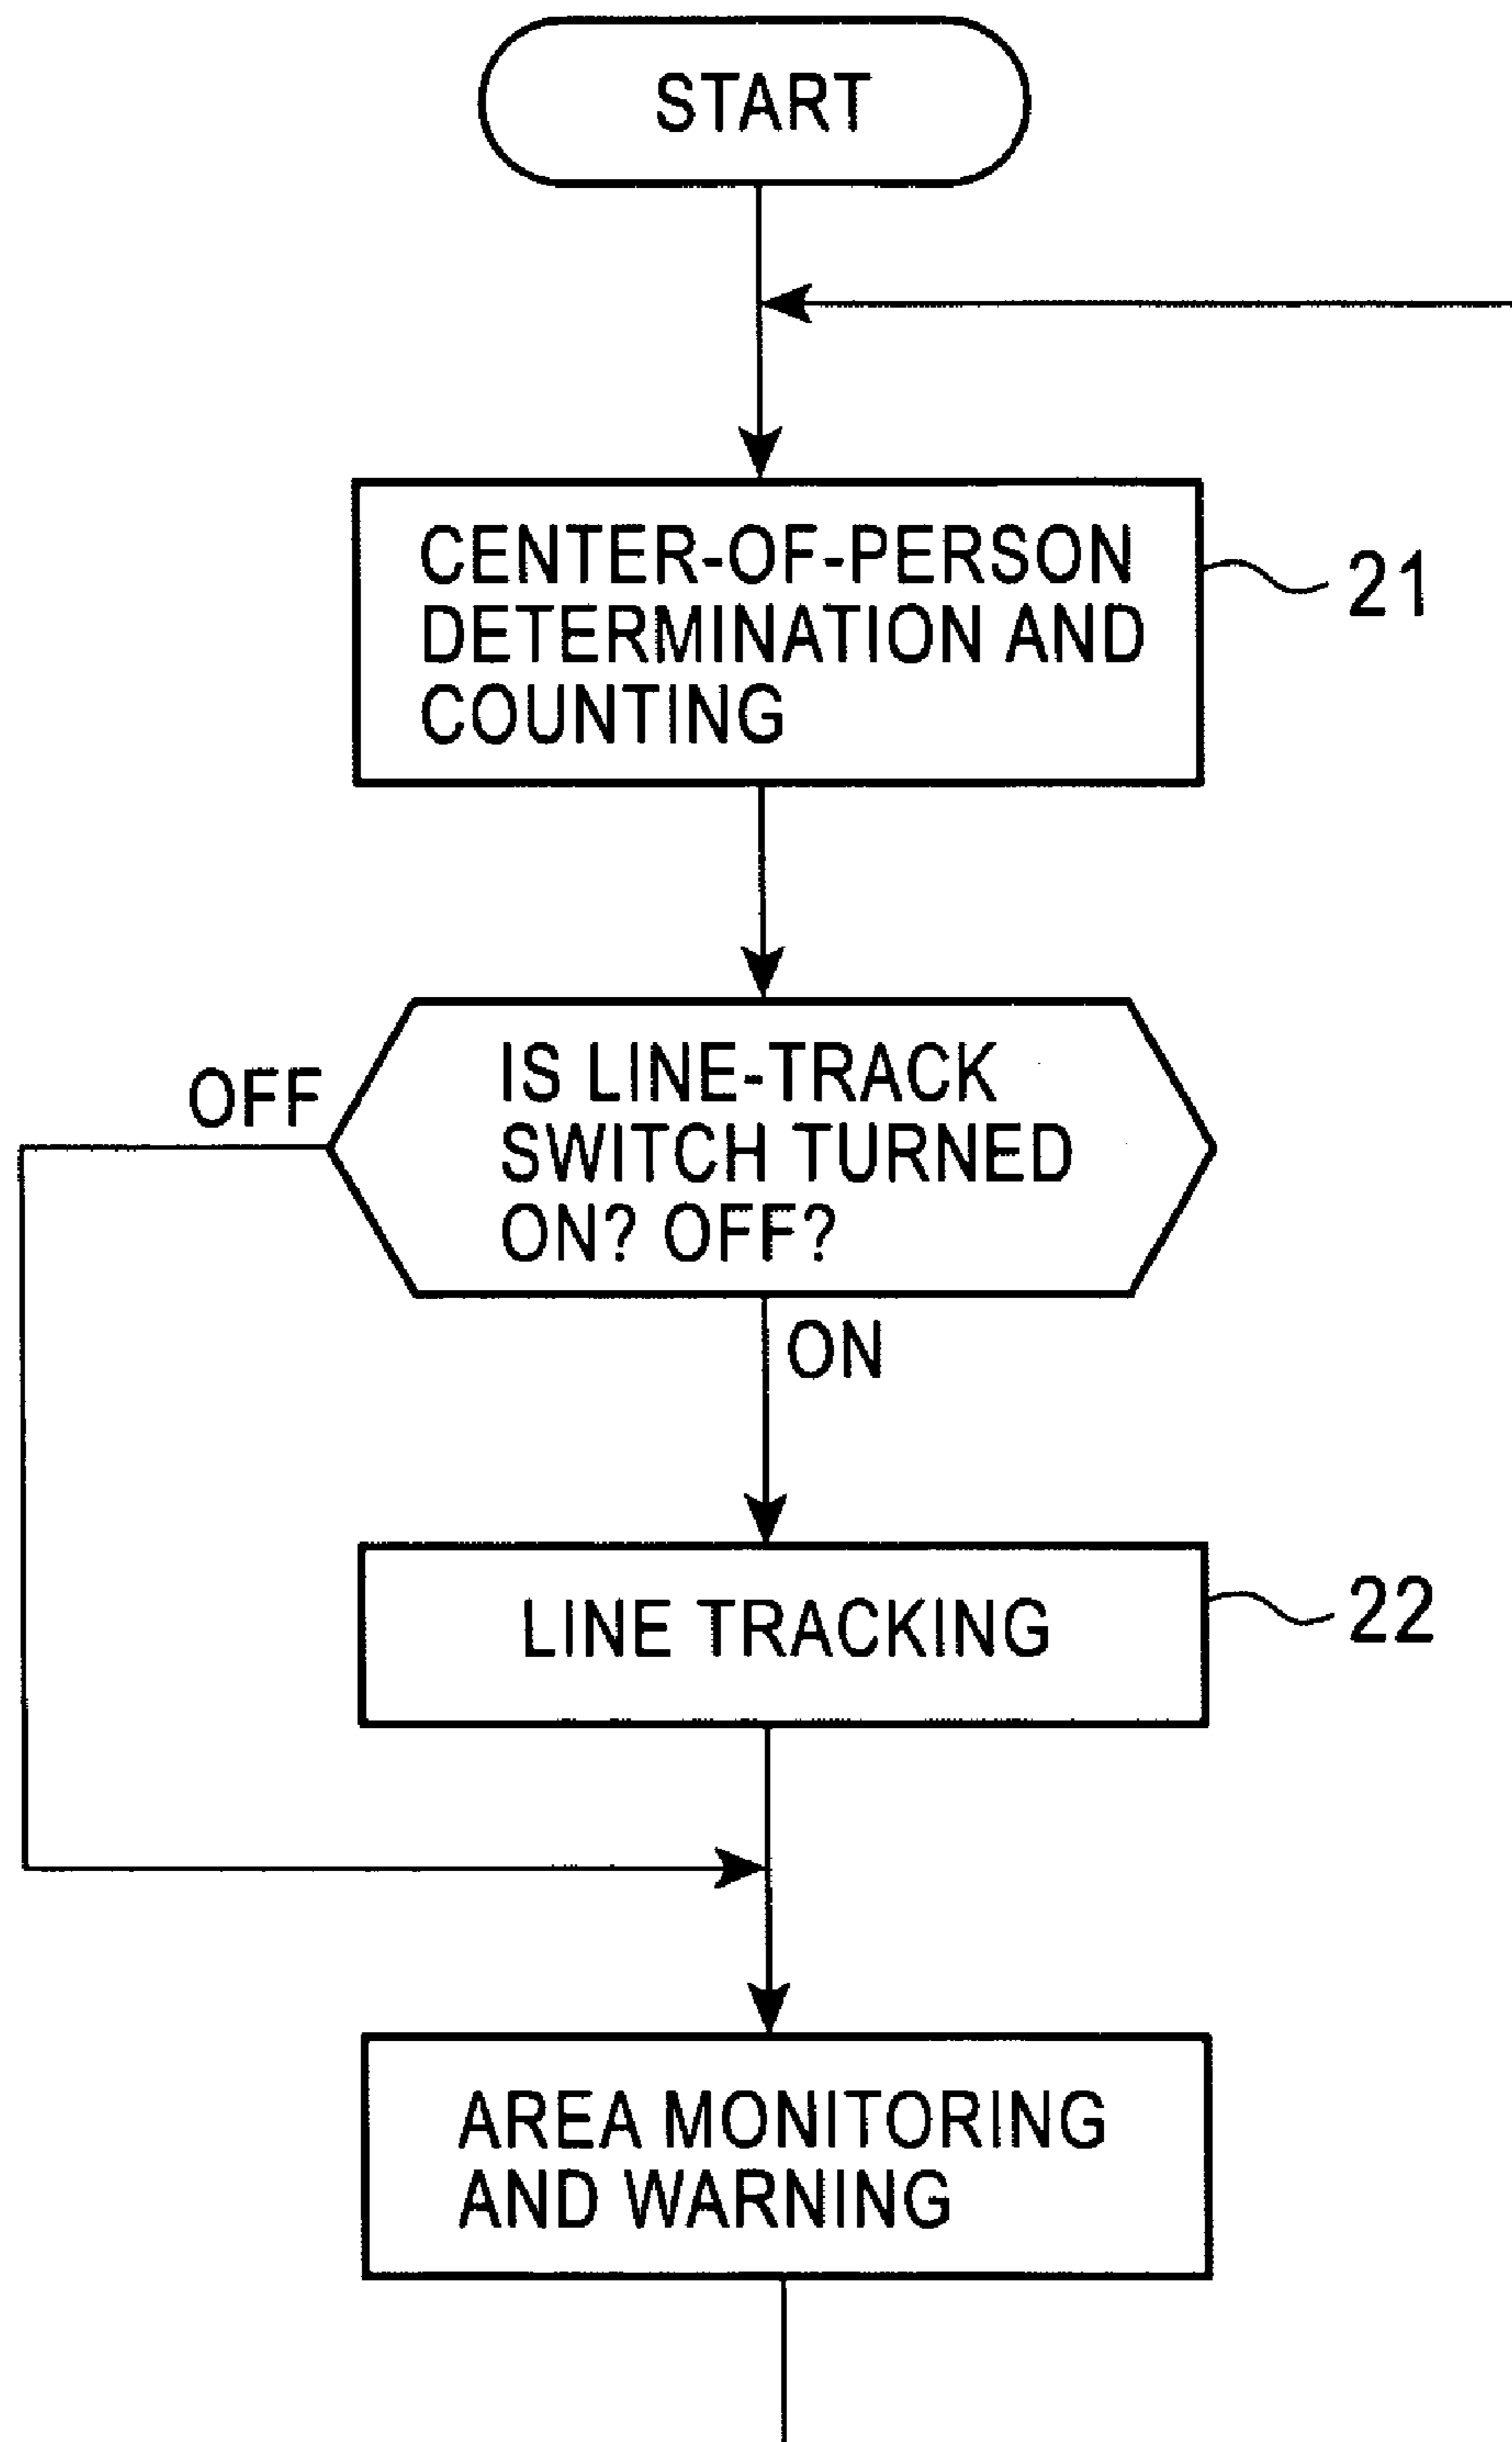 START
CENTER-OF-PERSON
DETERMINATION AND
COUNTING
21
IS LINE-TRACK
SWITCH TURNED
ON? OFF?
OFF
ON
LINE TRACKING
22
AREA MONITORING
AND WARNING